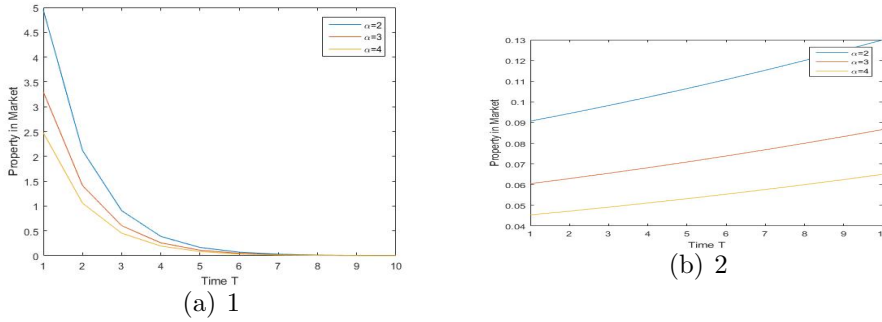 5
4.5
4
3.5
3
2.5
2
1.5
1
0.5
0
Property in Market
α=2
α=3
α=4
1 2 3 4 5 6 7 8 9 10
Time T
(a) 1
0.13
0.12
0.11
0.1
0.09
0.08
0.07
0.06
0.05
0.04
Property in Market
α=2
α=3
α=4
1 2 3 4 5 6 7 8 9 1
Time T
(b) 2